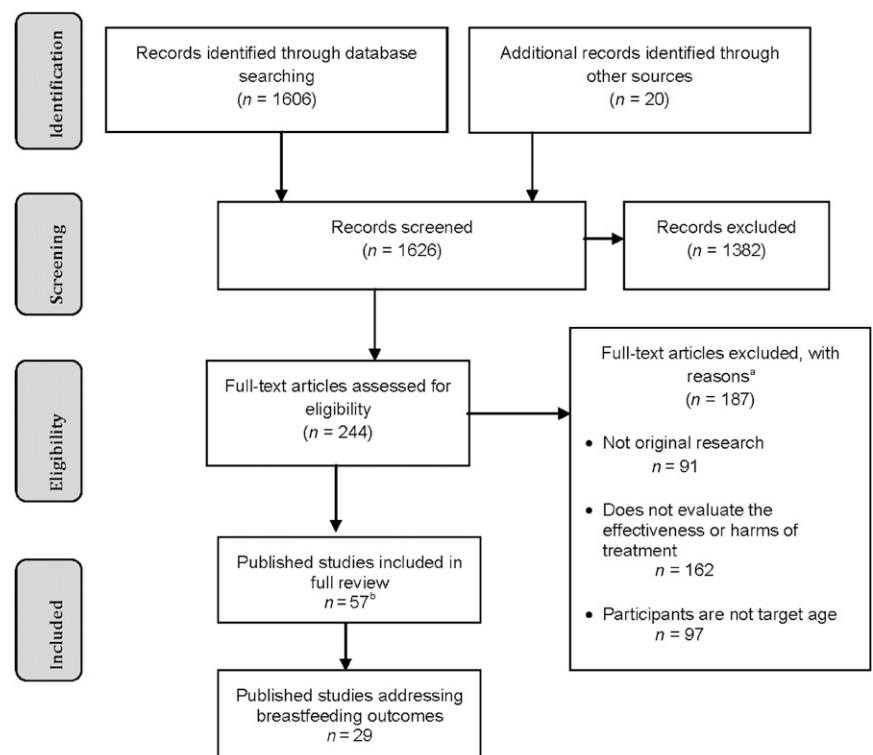 Identification
Records identified through database
searching
(n = 1606)
Additional records identified through
other sources
(n = 20)
Screening
Records screened
(n = 1626)
Records excluded
(n = 1382)
Eligibility
Full-text articles assessed for
eligibility
(n = 244)
Full-text articles excluded, with
reasonsᵃ
(n = 187)
• Not original research
n = 91
• Does not evaluate the
effectiveness or harms of
treatment
n = 162
• Participants are not target age
n = 97
Included
Published studies included in
full review
n = 57ᵇ
Published studies addressing
breastfeeding outcomes
n = 29